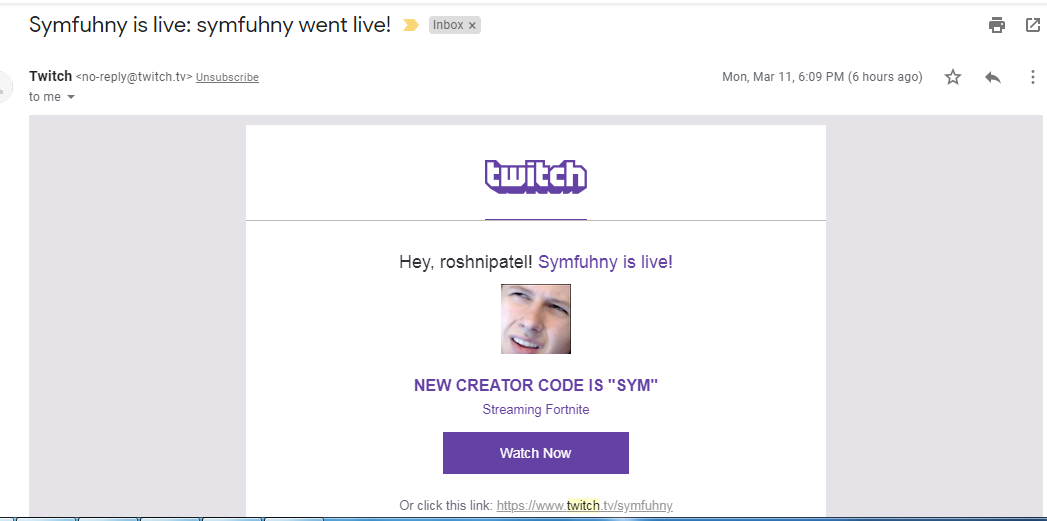 Symfuhny is live: symfuhny went live! Inbox ×
Twitch <no-reply@twitch.tv> Unsubscribe
Mon, Mar 11, 6:09 PM (6 hours ago)
to me
twitch
Hey, roshnipatel! Symfuhny is live!
NEW CREATOR CODE IS "SYM"
Streaming Fortnite
Watch Now
Or click this link: https://www.twitch.tv/symfuhny